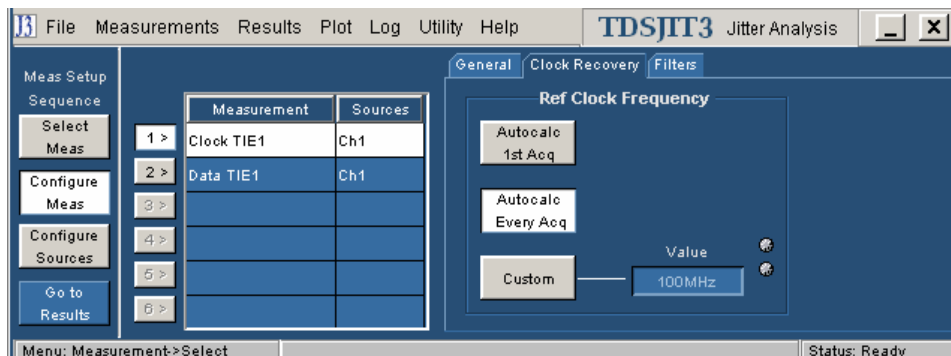 J3 File Measurements Results Plot Log Utility Help TDSJIT3 Jitter Analysis
General Clock Recovery Filters
Meas Setup
Sequence
Select
Meas
Configure
Meas
Configure
Sources
Go to
Results
Measurement Sources
1 > Clock TIE1 Ch1
2 > Data TIE1 Ch1
3 >
4 >
5 >
6 >
Ref Clock Frequency
Autocalc
1st Acq
Autocalc
Every Acq
Custom
Value
100MHz
Menu: Measurement->Select Status: Ready